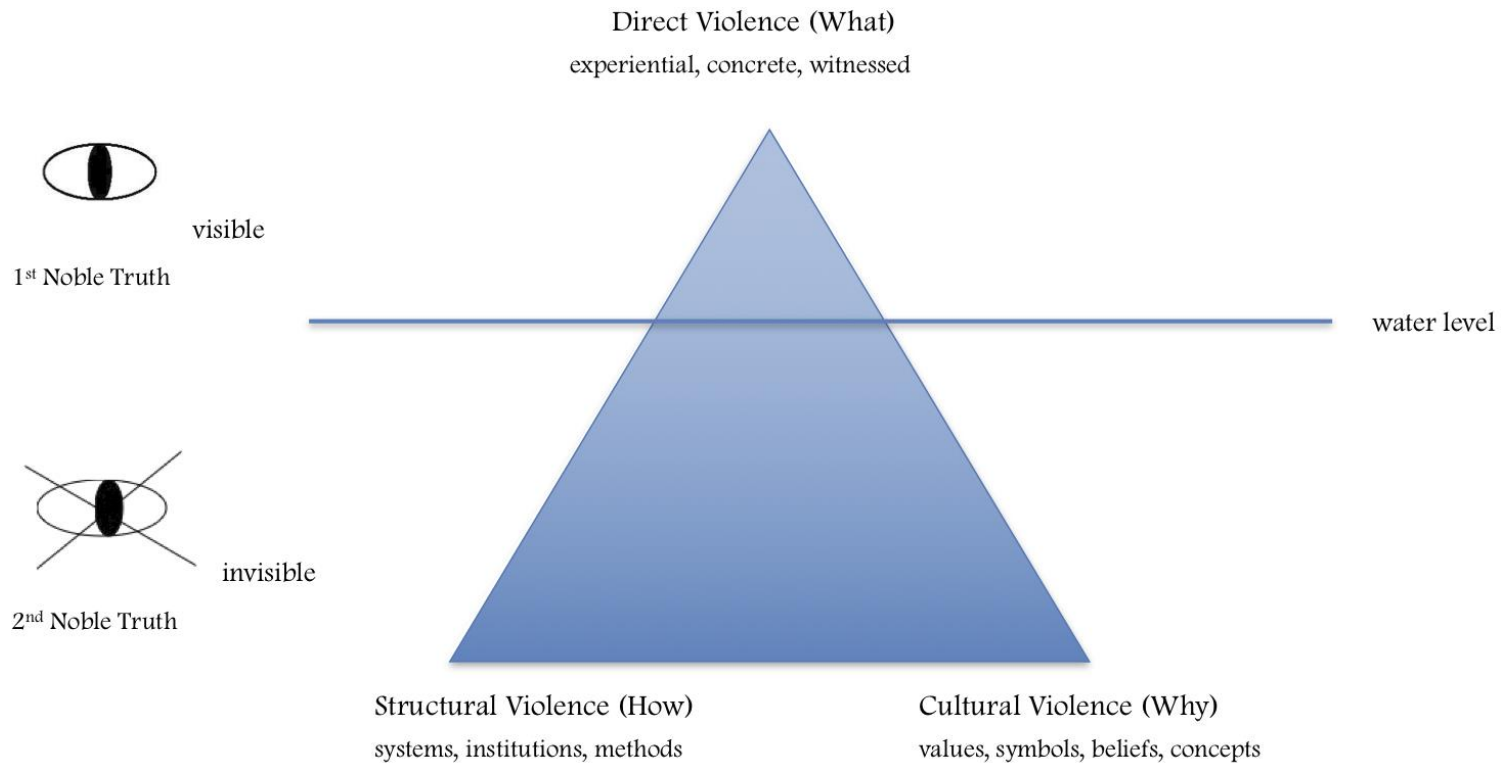 Direct Violence (What)
experiential, concrete, witnessed
visible
1st Noble Truth
water level
invisible
2nd Noble Truth
Structural Violence (How)
systems, institutions, methods
Cultural Violence (Why)
values, symbols, beliefs, concepts